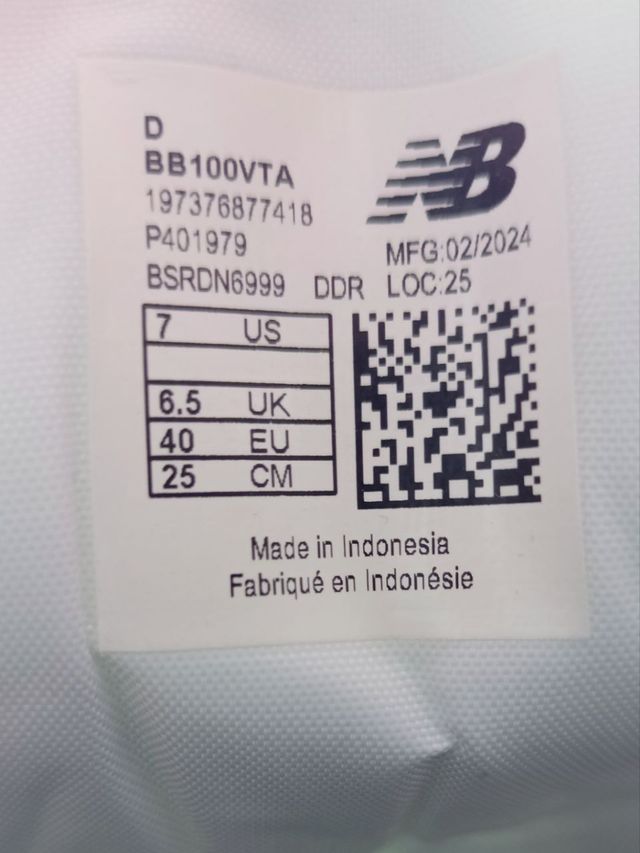 D
BB100VTA
197376877418
P401979
BSRDN6999 DDR
NB
MFG:02/2024
LOC:25
7 US
6.5 UK
40 EU
25 CM
Made in Indonesia
Fabriqué en Indonésie